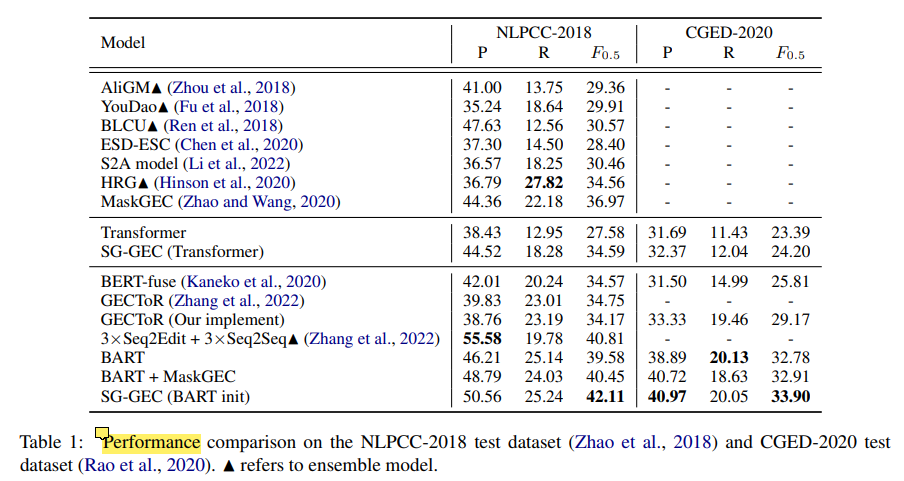 Model NLPCC-2018 CGED-2020
P R F0.5 P R F0.5
AliGM▲ (Zhou et al., 2018) 41.00 13.75 29.36 - - -
YouDao▲ (Fu et al., 2018) 35.24 18.64 29.91 - - -
BLCU▲ (Ren et al., 2018) 47.63 12.56 30.57 - - -
ESD-ESC (Chen et al., 2020) 37.30 14.50 28.40 - - -
S2A model (Li et al., 2022) 36.57 18.25 30.46 - - -
HRG▲ (Hinson et al., 2020) 36.79 27.82 34.56 - - -
MaskGEC (Zhao and Wang, 2020) 44.36 22.18 36.97 - - -
Transformer 38.43 12.95 27.58 31.69 11.43 23.39
SG-GEC (Transformer) 44.52 18.28 34.59 32.37 12.04 24.20
BERT-fuse (Kaneko et al., 2020) 42.01 20.24 34.57 31.50 14.99 25.81
GECToR (Zhang et al., 2022) 39.83 23.01 34.75 - - -
GECToR (Our implement) 38.76 23.19 34.17 33.33 19.46 29.17
3×Seq2Edit + 3×Seq2Seq▲ (Zhang et al., 2022) 55.58 19.78 40.81 - - -
BART 46.21 25.14 39.58 38.89 20.13 32.78
BART + MaskGEC 48.79 24.03 40.45 40.72 18.63 32.91
SG-GEC (BART init) 50.56 25.24 42.11 40.97 20.05 33.90
Table 1: Performance comparison on the NLPCC-2018 test dataset (Zhao et al., 2018) and CGED-2020 test
dataset (Rao et al., 2020). ▲ refers to ensemble model.